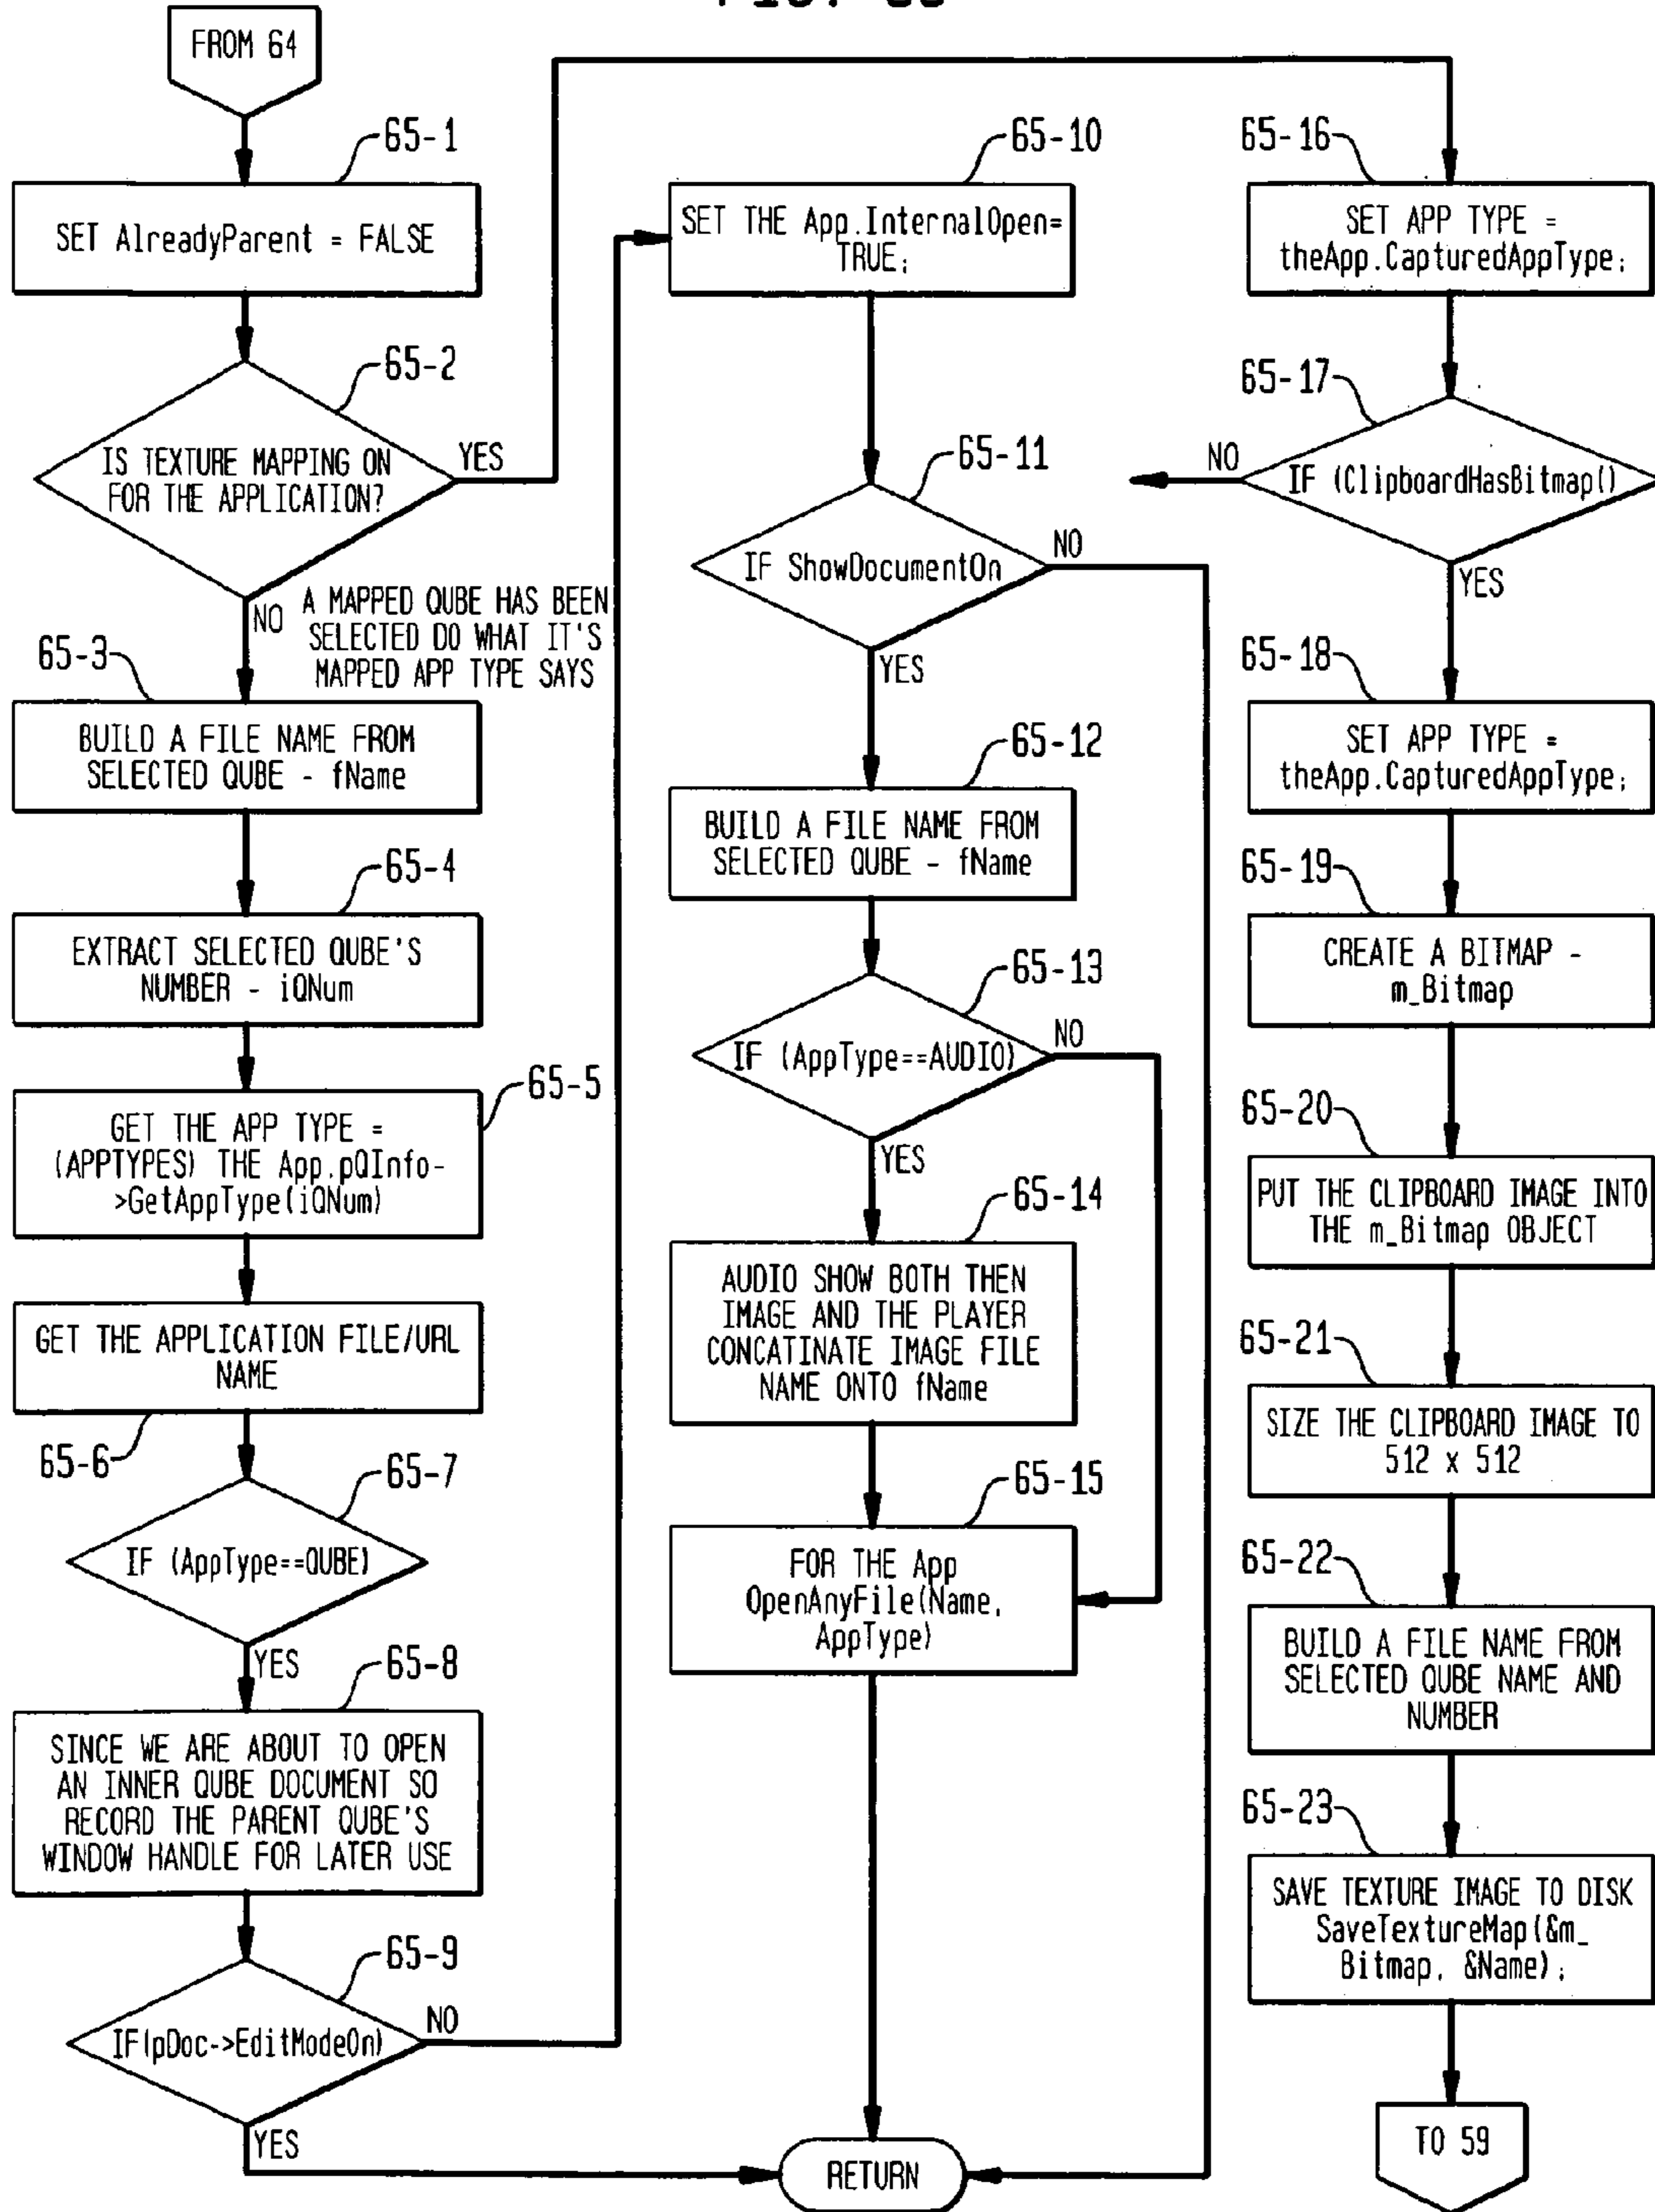 FROM 64
65-1
SET AlreadyParent = FALSE
65-2
IS TEXTURE MAPPING ON
FOR THE APPLICATION?
YES
NO
A MAPPED QUBE HAS BEEN
SELECTED DO WHAT IT'S
MAPPED APP TYPE SAYS
65-3
BUILD A FILE NAME FROM
SELECTED QUBE - fName
65-4
EXTRACT SELECTED QUBE'S
NUMBER - iQNum
65-5
GET THE APP TYPE =
(APPTYPES) THE App.pQInfo-
>GetAppType(iQNum)
GET THE APPLICATION FILE/URL
NAME
65-6
65-7
IF (AppType==QUBE)
YES
65-8
SINCE WE ARE ABOUT TO OPEN
AN INNER QUBE DOCUMENT SO
RECORD THE PARENT QUBE'S
WINDOW HANDLE FOR LATER USE
65-9
IF(pDoc->EditModeOn)
NO
YES
65-10
SET THE App.InternalOpen=
TRUE;
65-11
IF ShowDocumentOn
NO
YES
65-12
BUILD A FILE NAME FROM
SELECTED QUBE - fName
65-13
IF (AppType==AUDIO)
NO
YES
65-14
AUDIO SHOW BOTH THEN
IMAGE AND THE PLAYER
CONCATINATE IMAGE FILE
NAME ONTO fName
65-15
FOR THE App
OpenAnyFile(Name,
AppType)
RETURN
65-16
SET APP TYPE =
theApp.CapturedAppType;
65-17
IF (ClipboardHasBitmap()
NO
YES
65-18
SET APP TYPE =
theApp.CapturedAppType;
65-19
CREATE A BITMAP -
m_Bitmap
65-20
PUT THE CLIPBOARD IMAGE INTO
THE m_Bitmap OBJECT
65-21
SIZE THE CLIPBOARD IMAGE TO
512 x 512
65-22
BUILD A FILE NAME FROM
SELECTED QUBE NAME AND
NUMBER
65-23
SAVE TEXTURE IMAGE TO DISK
SaveTextureMap(&m_
Bitmap, &Name);
TO 59